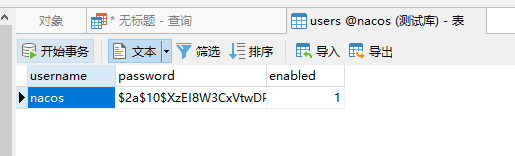 对象 * 无标题 - 查询 users @nacos (测试库) - 表
开始事务 文本 筛选 排序 导入 导出
username password enabled
nacos $2a$10$XzEI8W3CxVtwDF 1